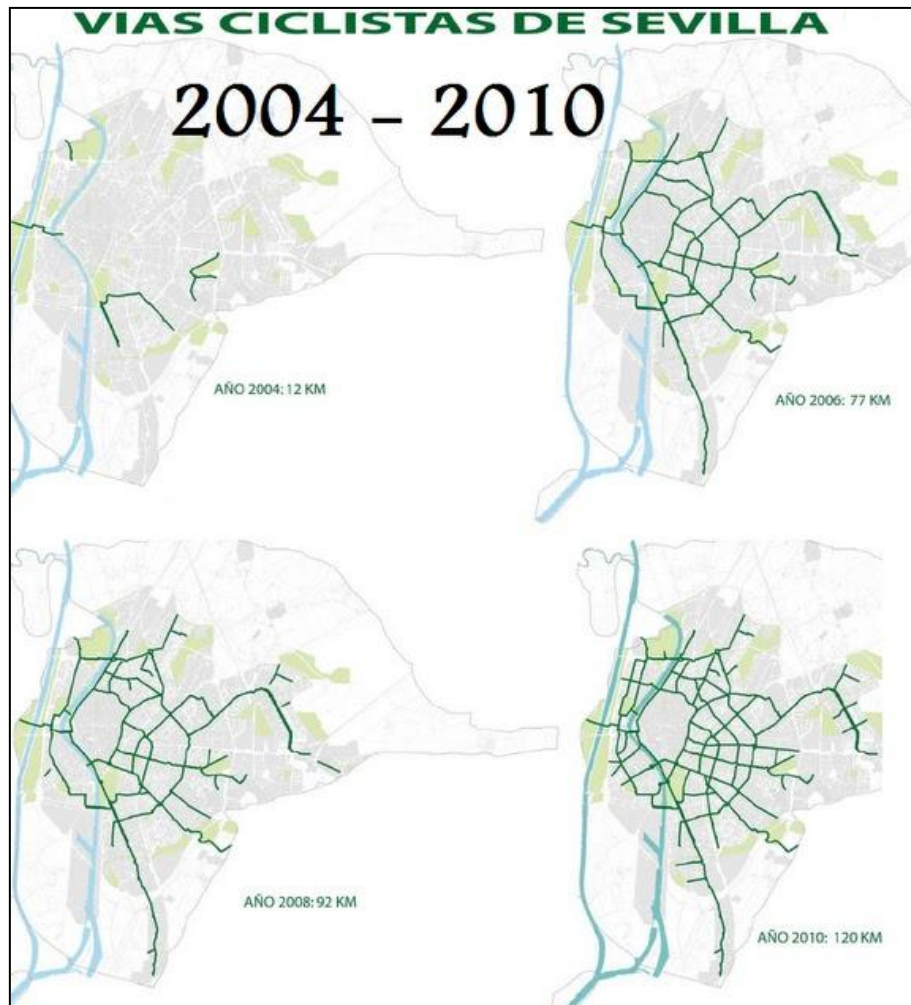 VIAS CICLISTAS DE SEVILLA
2004 – 2010
AÑO 2004: 12 KM
AÑO 2006: 77 KM
AÑO 2008: 92 KM
AÑO 2010: 120 KM